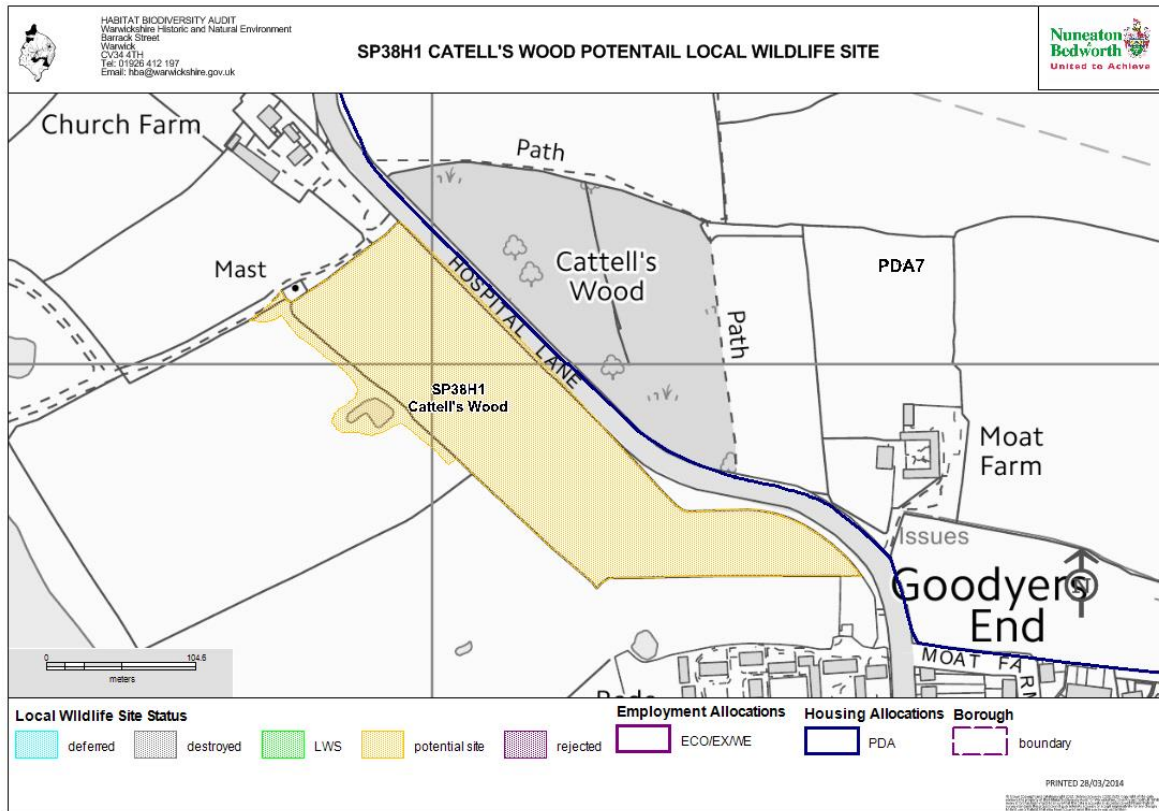 HABITAT BIODIVERSITY AUDIT
Warwickshire Historic and Natural Environment
Barrack Street
Warwick
CV34 4TH
Tel: 01926 412 197
Email: hba@warwickshire.gov.uk
SP38H1 CATELL'S WOOD POTENTAIL LOCAL WILDLIFE SITE
Nuneaton
Bedworth
United to Achieve
Church Farm
Path
Mast
Cattell's
Wood
PDA7
HOSPITAL LANE
Path
SP38H1
Cattell's Wood
Moat
Farm
Issues
Goodyers
End
N
MOAT FARM
0 104.6
meters
Local Wildlife Site Status
deferred
destroyed
LWS
potential site
rejected
Employment Allocations
ECO/EX/WE
Housing Allocations
PDA
Borough
boundary
PRINTED 28/03/2014